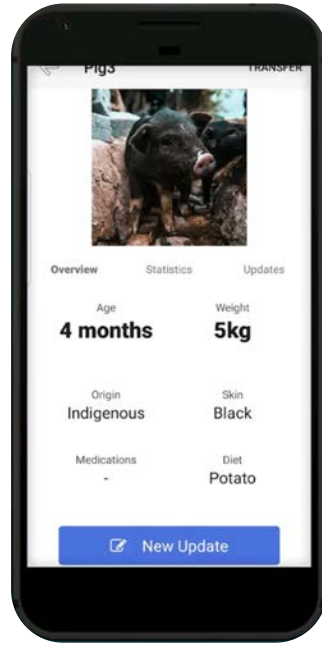 Pig3 TRANSFER
Overview Statistics Updates
Age Weight
4 months 5kg
Origin Skin
Indigenous Black
Medications Diet
- Potato
New Update